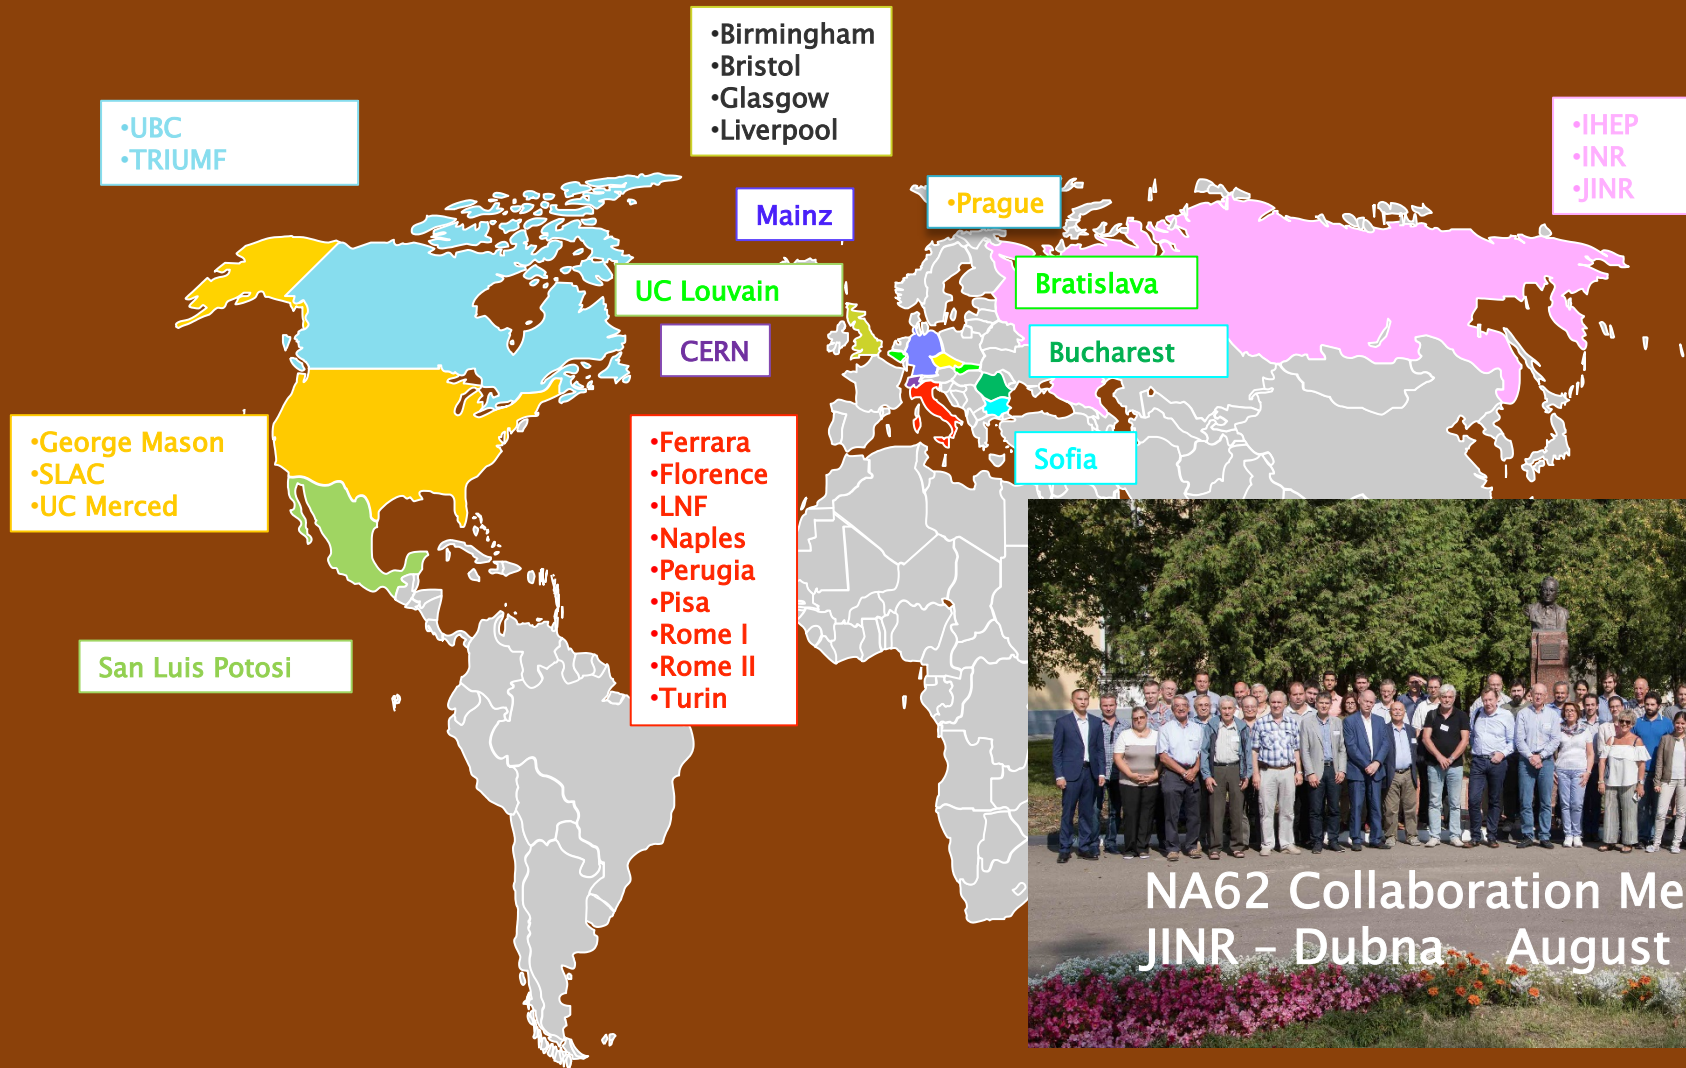 •Birmingham
•Bristol
•Glasgow
•Liverpool
•UBC
•TRIUMF
•IHEP
•INR
•JINR
Mainz
•Prague
UC Louvain
Bratislava
CERN
Bucharest
•George Mason
•SLAC
•UC Merced
•Ferrara
•Florence
•LNF
•Naples
•Perugia
•Pisa
•Rome I
•Rome II
•Turin
Sofia
San Luis Potosi
NA62 Collaboration Me
JINR – Dubna August